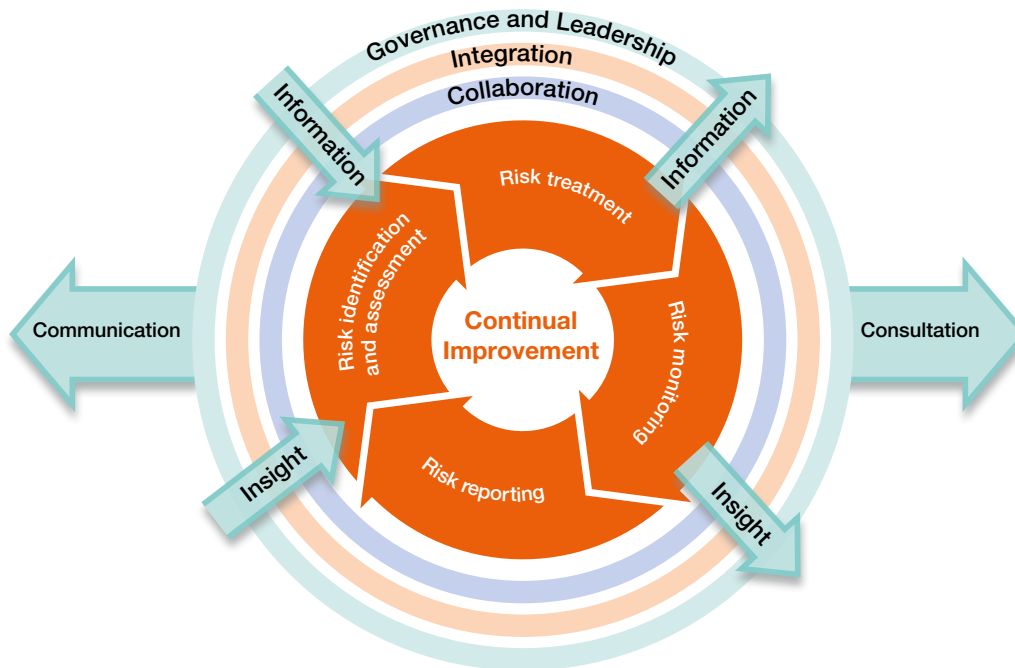 Governance and Leadership
Integration
Collaboration
Information
Information
Risk treatment
Risk identification
and assessment
Communication
Continual
Improvement
Risk monitoring
Consultation
Insight
Risk reporting
Insight